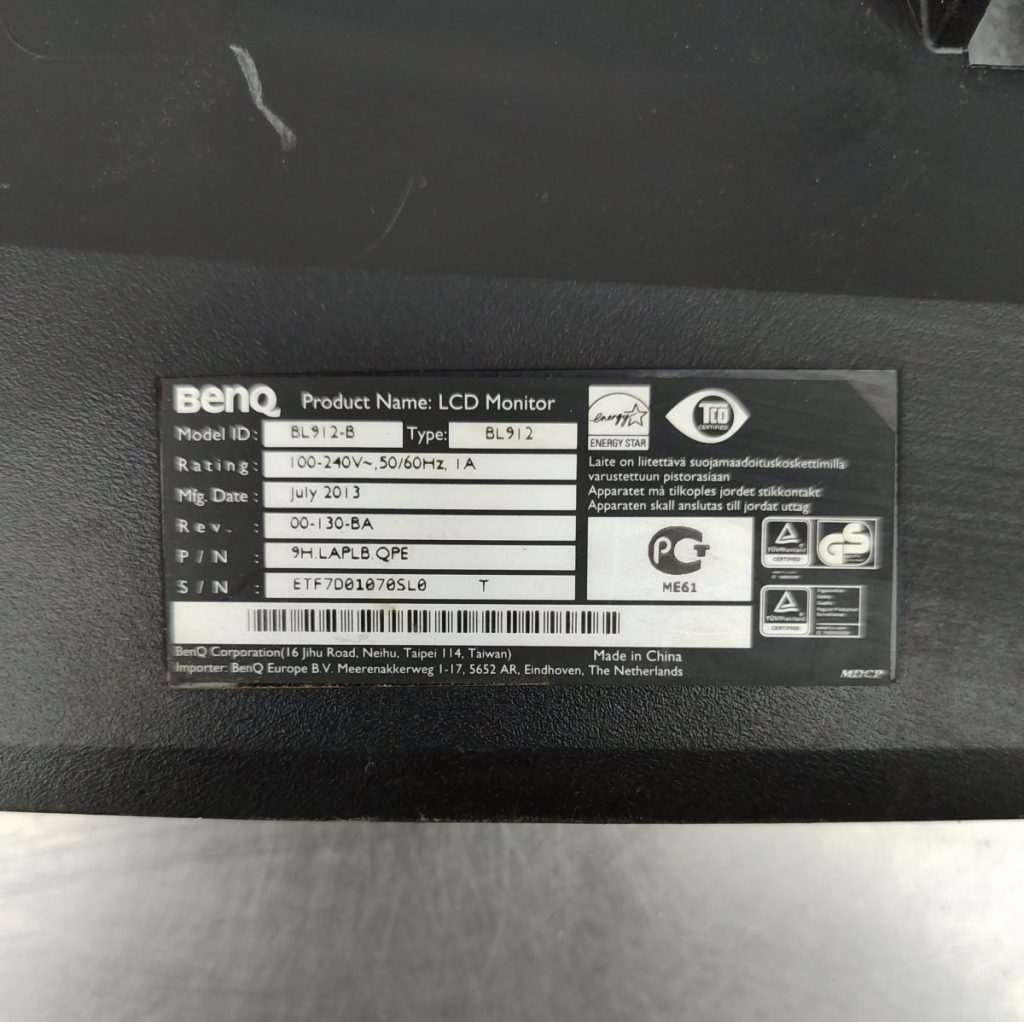 BenQ Product Name: LCD Monitor
Model ID: BL912-B Type: BL912
Rating: 100-240V~, 50/60Hz, 1A
Mfg. Date : July 2013
Rev. : 00-130-BA
P/N : 9H.LAPLB.QPE
S/N : ETF7D01070SL0 T
BenQ Corporation(16 Jihu Road, Neihu, Taipei 114, Taiwan)
Importer: BenQ Europe B.V. Meerenakkerweg 1-17, 5652 AR, Eindhoven, The Netherlands
Made in China
energy
ENERGY STAR
TCO
CERTIFIED
Laite on liitettävä suojamaadoituskoskettimilla
varustettuun pistorasiaan
Apparatet må tilkoples jordet stikkontakt
Apparaten skall anslutas till jordat uttag
PCT
ME61
TÜVRheinland
CERTIFIED
GS
TÜVRheinland
CERTIFIED
MDCP